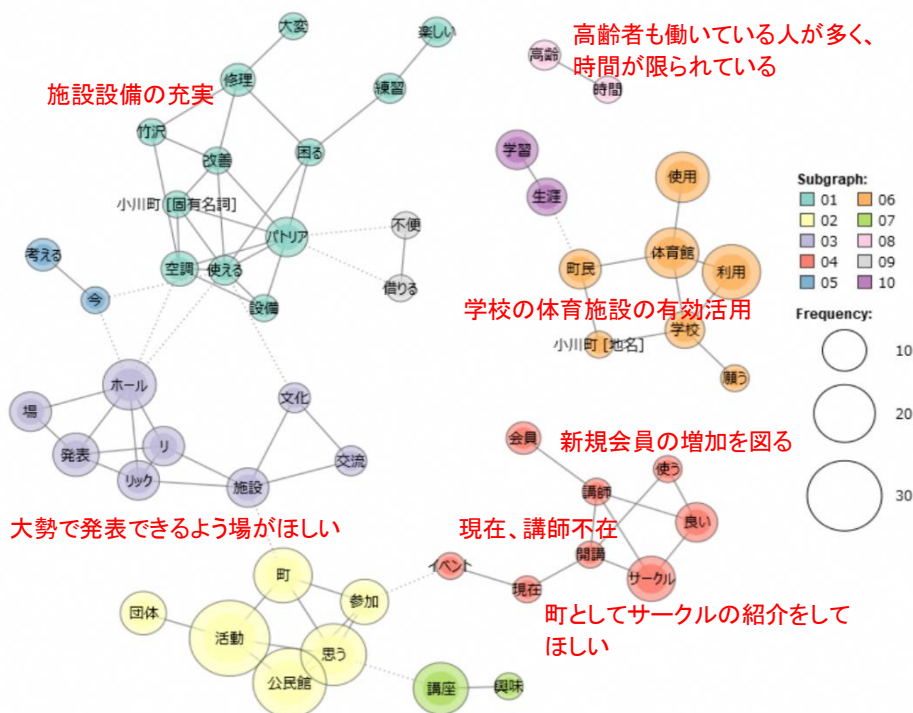 大変
楽しい
高齢者も働いている人が多く、
時間が限られている
高齢
時間
修理
練習
施設設備の充実
竹沢
困る
改善
学習
使用
生涯
小川町 [固有名詞]
パトリア
不便
Subgraph:
01 06
02 07
03 08
04 09
05 10
考える
空調
使える
町民
体育館
利用
今
借りる
設備
学校の体育施設の有効活用
学校
小川町 [地名]
Frequency:
10
20
30
願う
ホール
文化
場
発表
リ
リック
施設
交流
会員
新規会員の増加を図る
使う
講師
良い
大勢で発表できるよう場がほしい
現在、講師不在
開講
イベント
現在
サークル
町
参加
団体
活動
思う
公民館
町としてサークルの紹介をして
ほしい
講座
興味